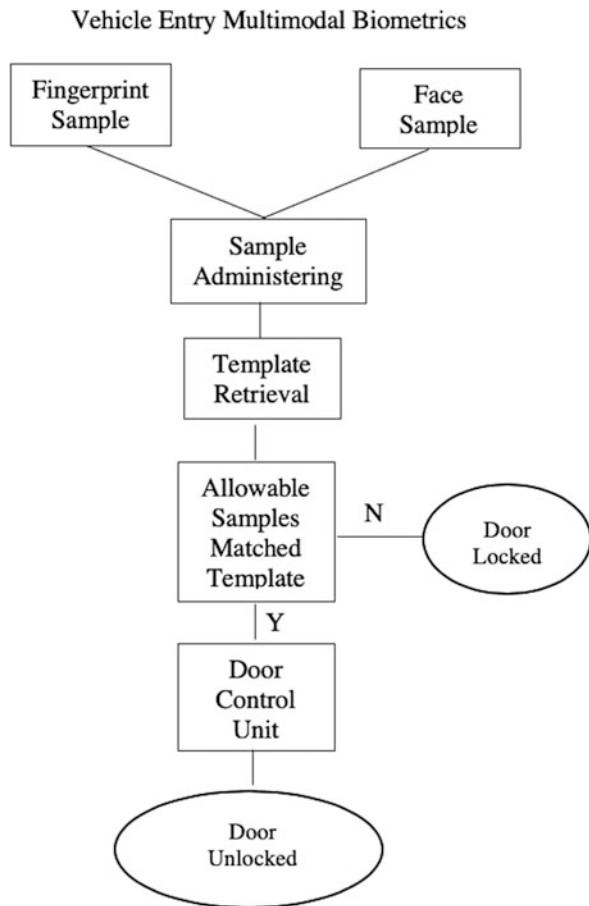 Vehicle Entry Multimodal Biometrics
Fingerprint
Sample
Face
Sample
Sample
Administering
Template
Retrieval
Allowable
Samples
Matched
Template
N
Door
Locked
Y
Door
Control
Unit
Door
Unlocked